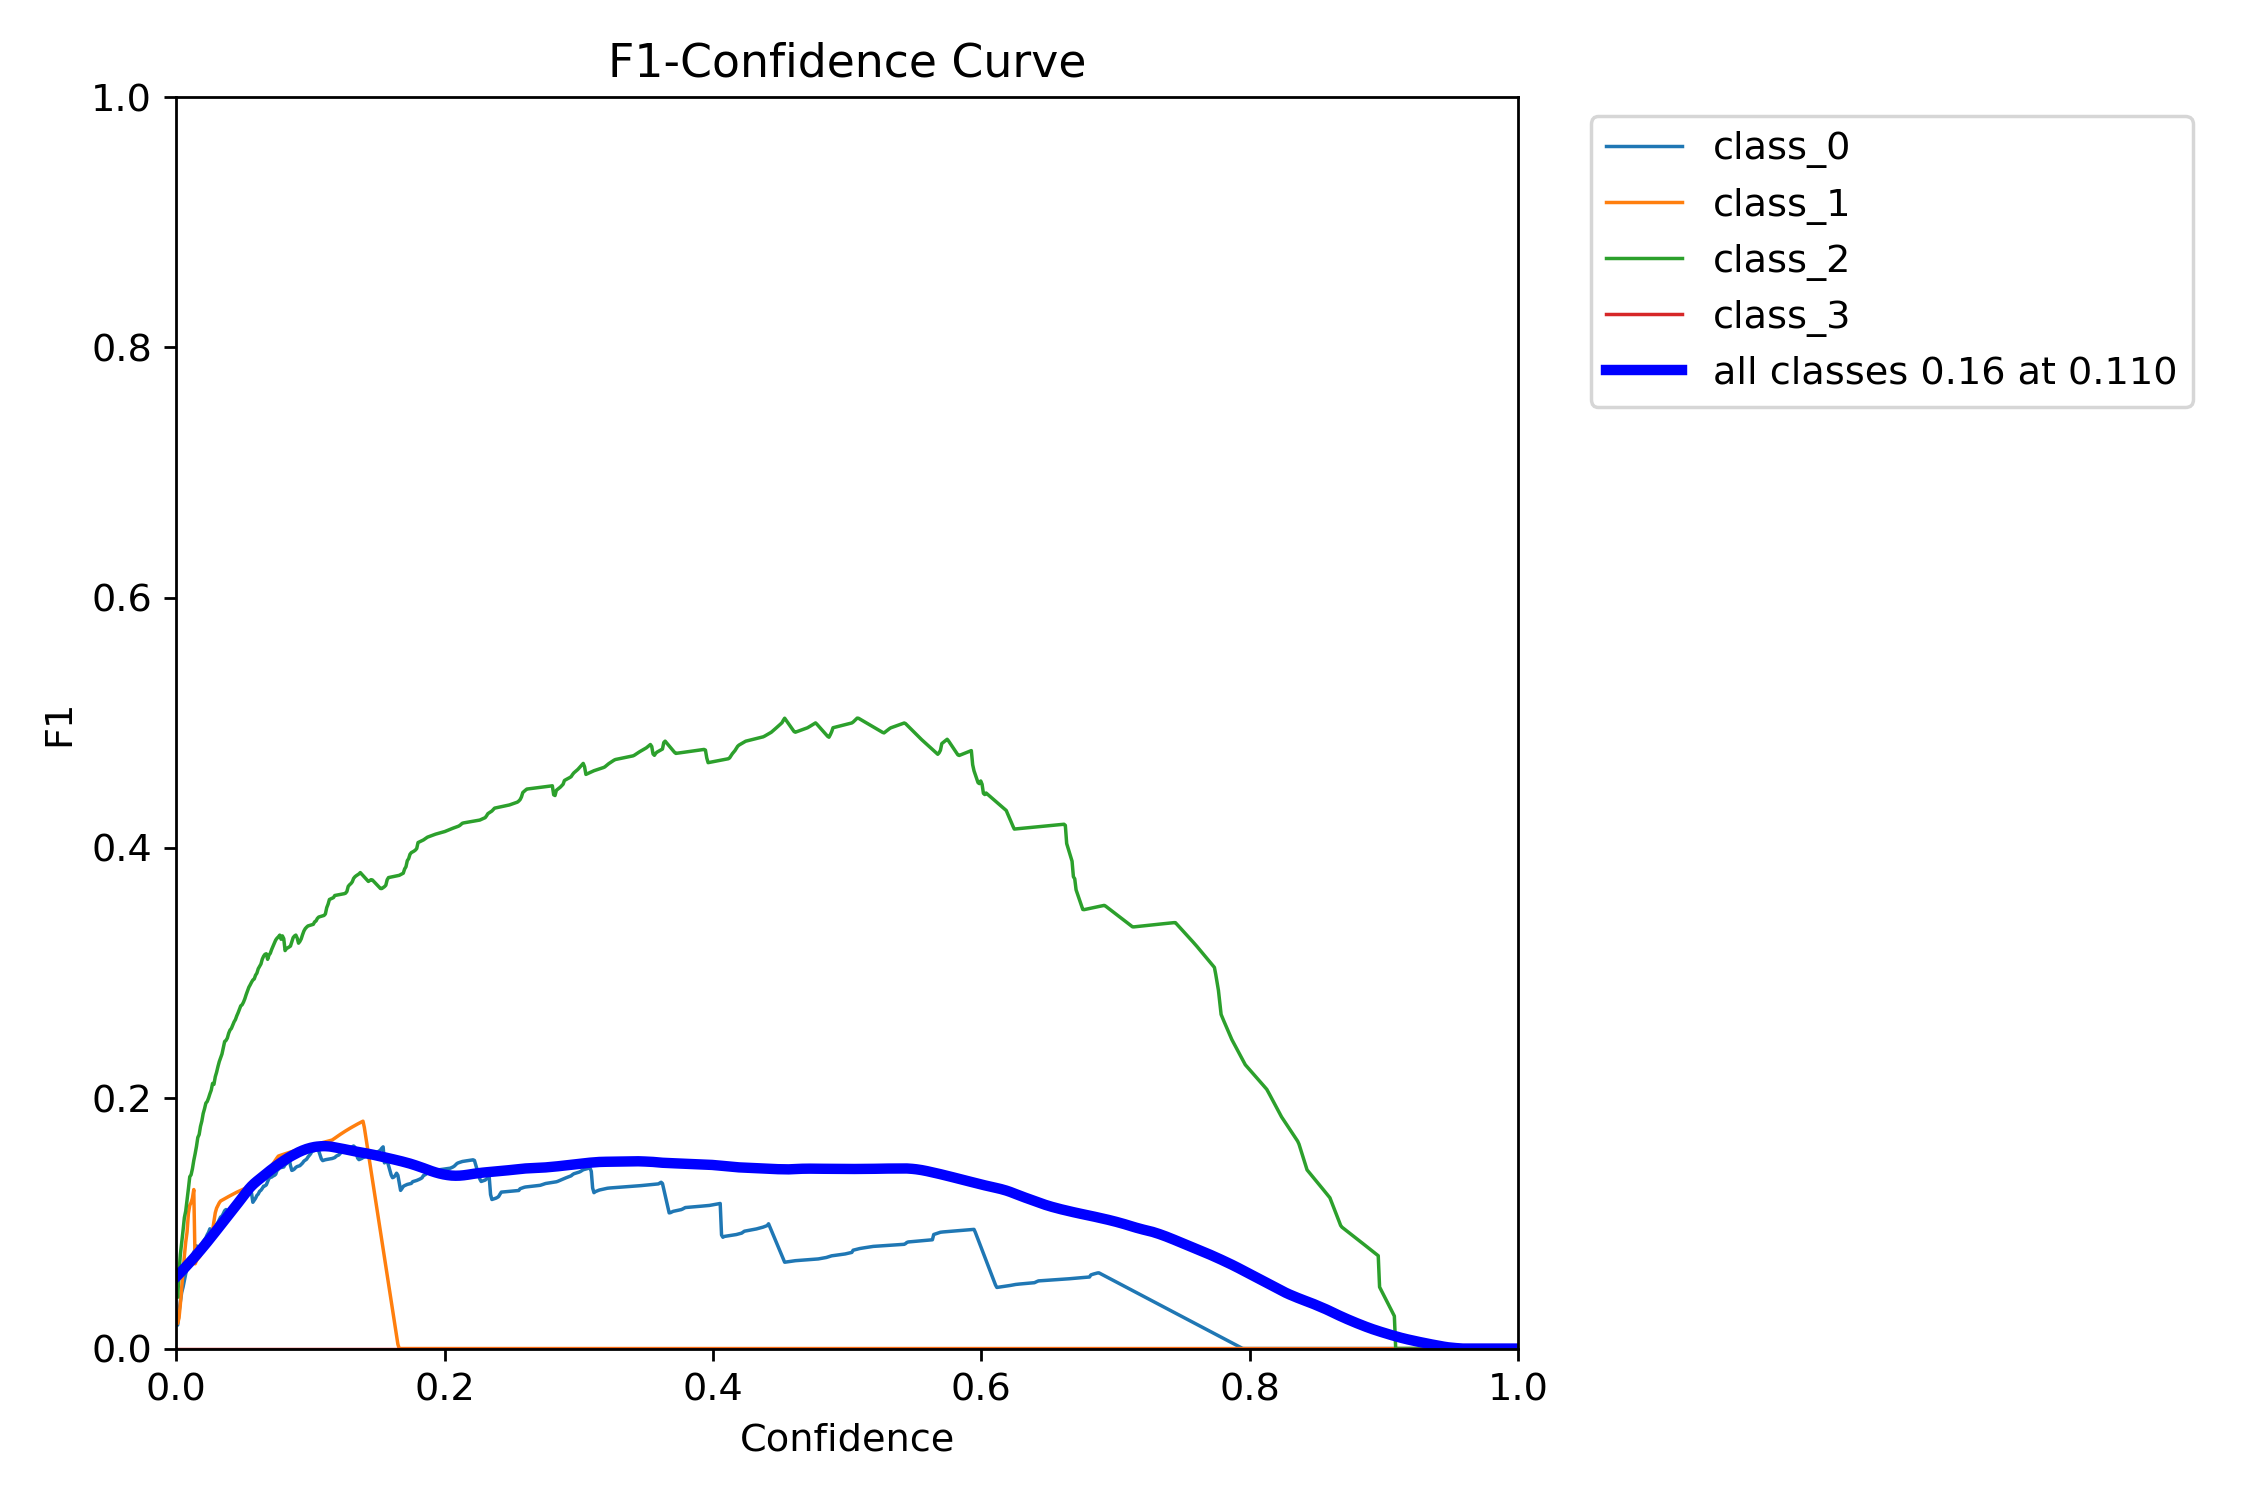 F1-Confidence Curve
1.0
0.8
0.6
0.4
0.2
0.0
F1
0.0 0.2 0.4 0.6 0.8 1.0
Confidence
class_0
class_1
class_2
class_3
all classes 0.16 at 0.110